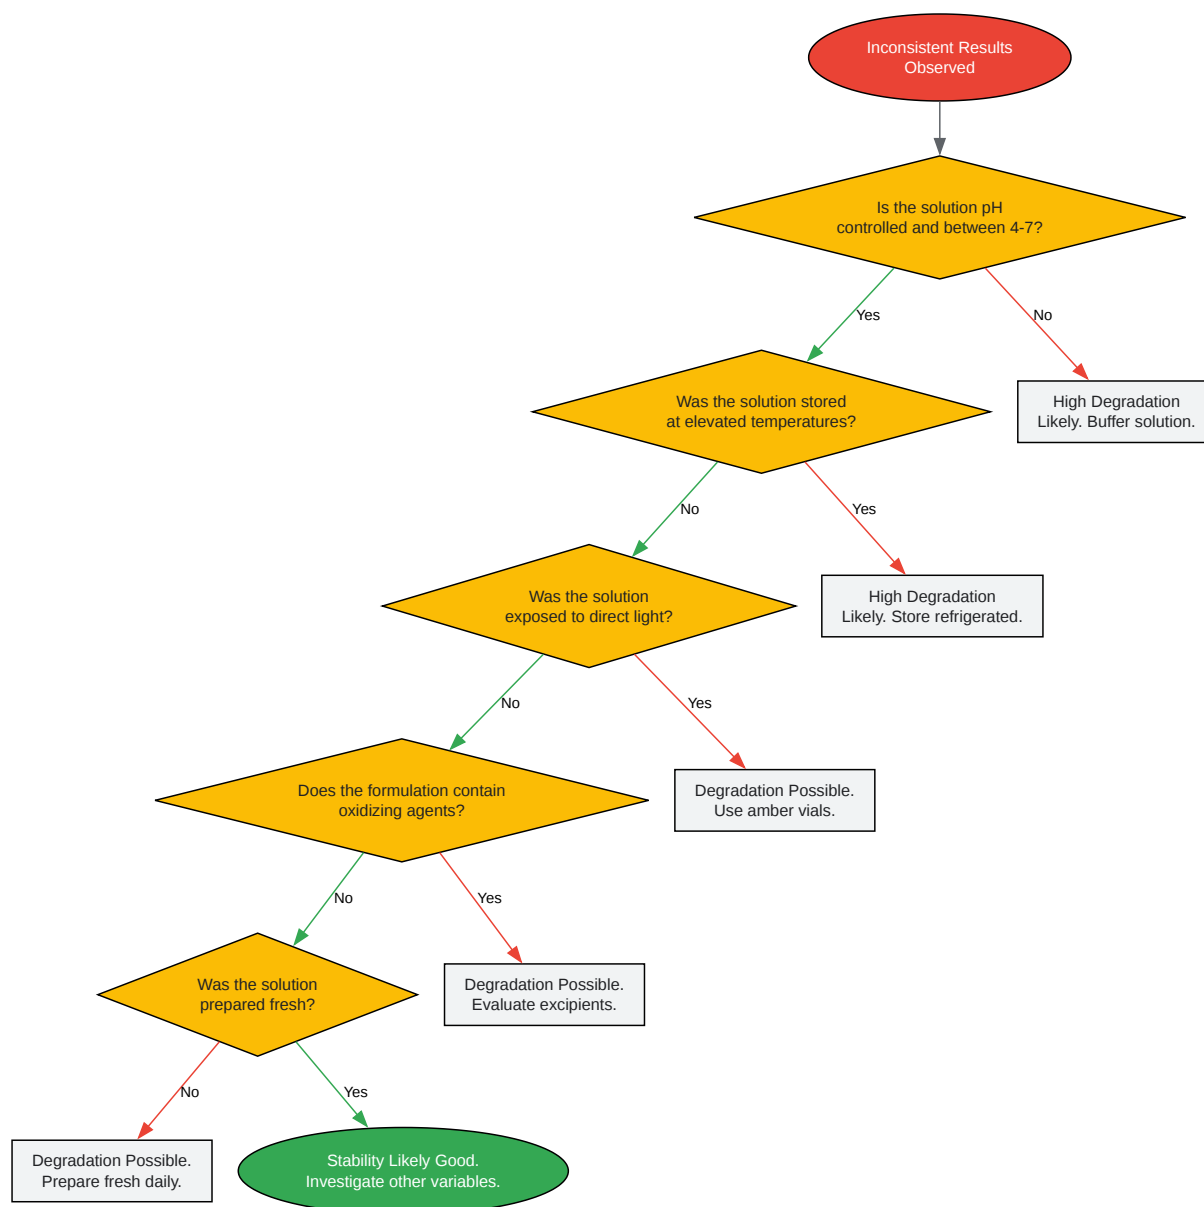 Inconsistent Results
Observed
Is the solution pH
controlled and between 4-7?
Yes
No
Was the solution stored
at elevated temperatures?
High Degradation
Likely. Buffer solution.
No
Yes
Was the solution
exposed to direct light?
High Degradation
Likely. Store refrigerated.
No
Yes
Does the formulation contain
oxidizing agents?
Degradation Possible.
Use amber vials.
No
Yes
Was the solution
prepared fresh?
Degradation Possible.
Evaluate excipients.
No
Yes
Degradation Possible.
Prepare fresh daily.
Stability Likely Good.
Investigate other variables.